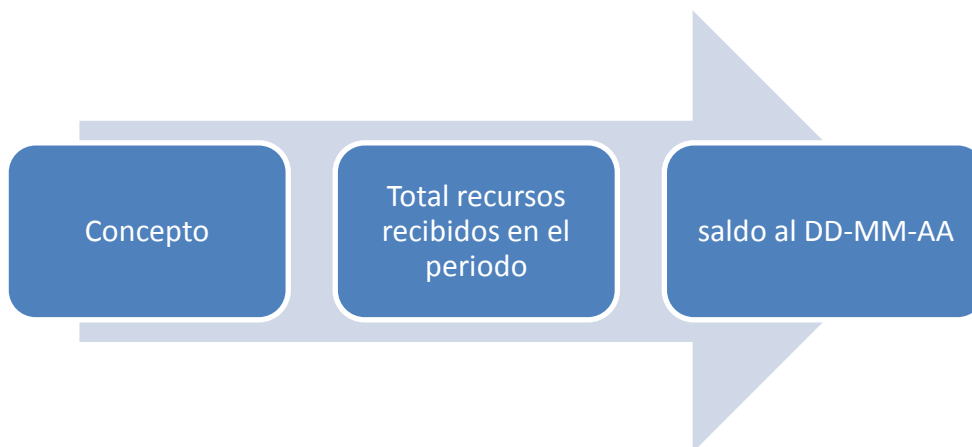 Concepto
Total recursos
recibidos en el
periodo
saldo al DD-MM-AA